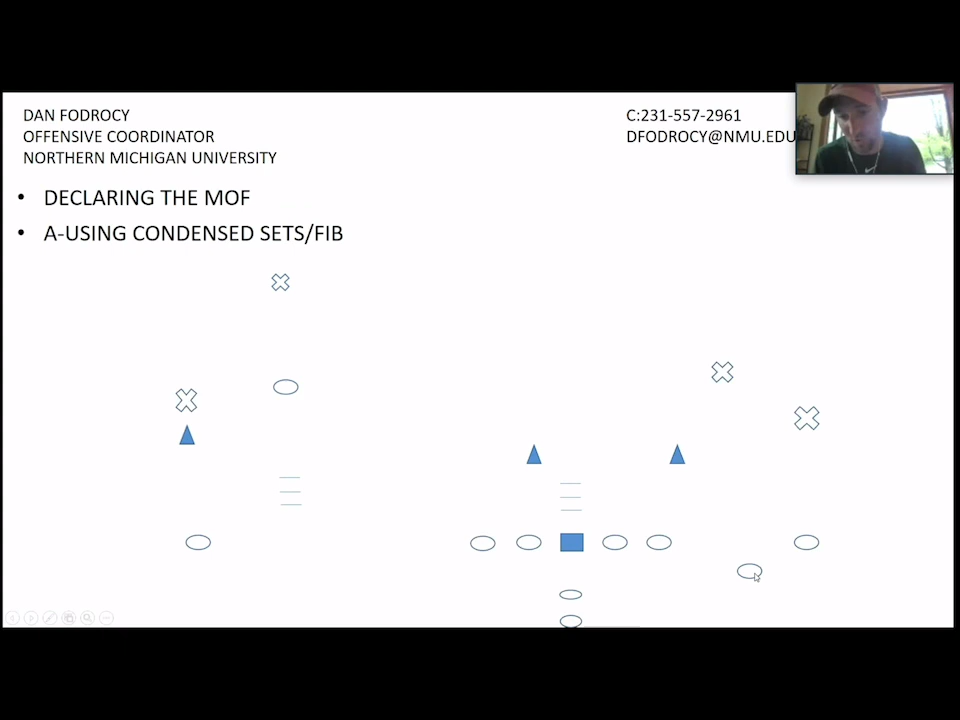 DAN FODROCY
OFFENSIVE COORDINATOR
NORTHERN MICHIGAN UNIVERSITY
C:231-557-2961
DFODROCY@NMU.EDU
• DECLARING THE MOF
• A-USING CONDENSED SETS/FIB